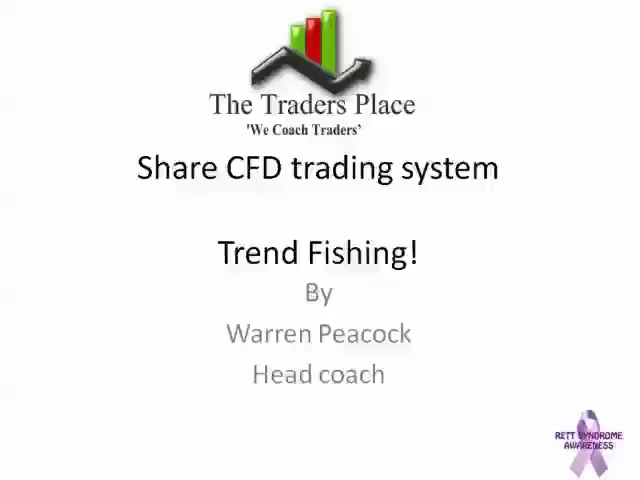 The Traders Place
'We Coach Traders'
Share CFD trading system
Trend Fishing!
By
Warren Peacock
Head coach
RETT SYNDROME
AWARENESS